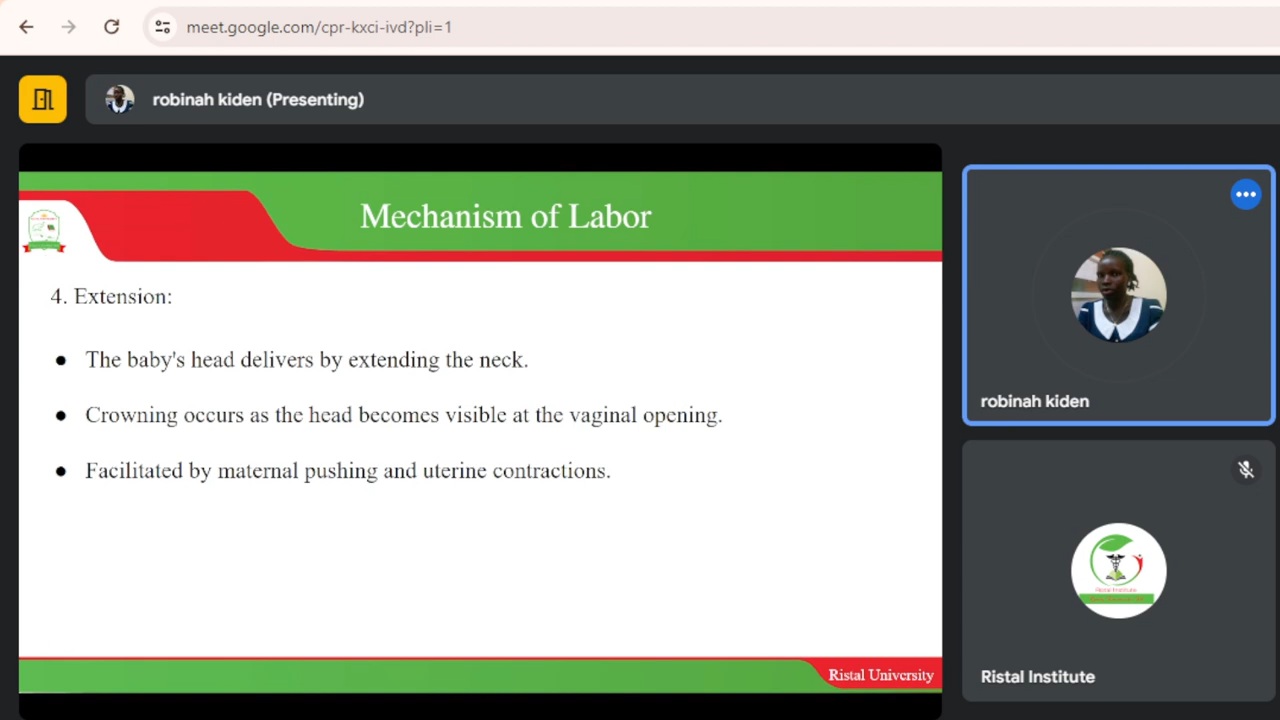 meet.google.com/cpr-kxci-ivd?pli=1
robinah kiden (Presenting)
Mechanism of Labor
4. Extension:
● The baby's head delivers by extending the neck.
● Crowning occurs as the head becomes visible at the vaginal opening.
● Facilitated by maternal pushing and uterine contractions.
Ristal University
robinah kiden
Ristal Institute
Ristal Institute